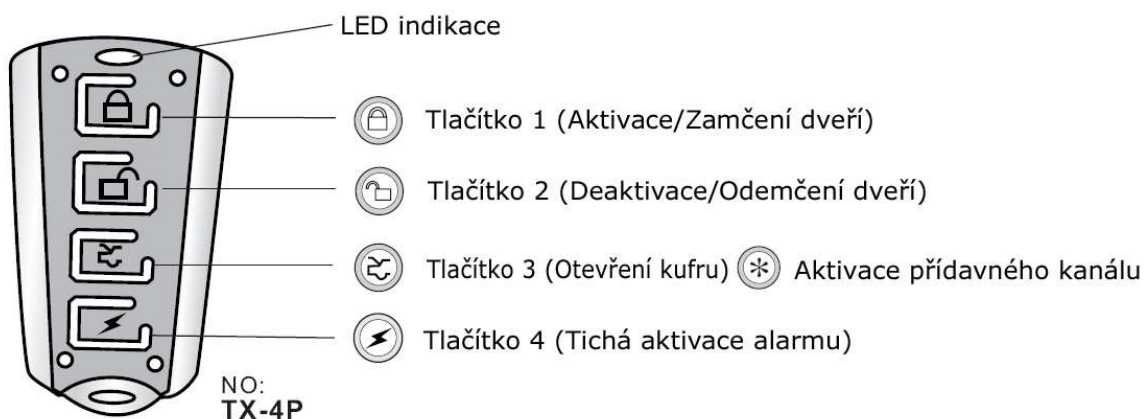 LED indikace
Tlačítko 1 (Aktivace/Zamčení dveří)
Tlačítko 2 (Deaktivace/Odemčení dveří)
Tlačítko 3 (Otevření kufru) * Aktivace přídavného kanálu
Tlačítko 4 (Tichá aktivace alarmu)
NO:
TX-4P